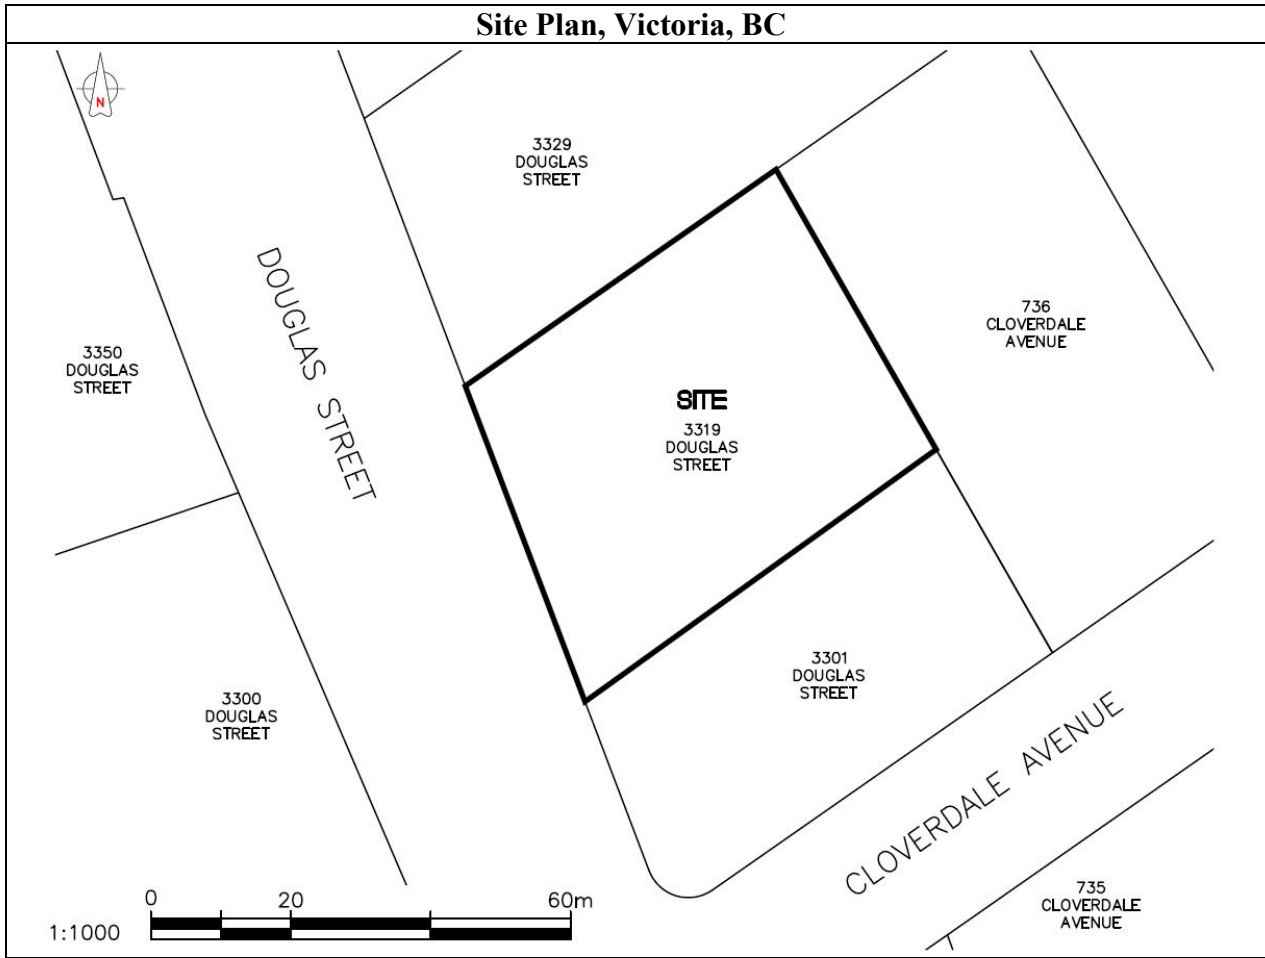 Site Plan, Victoria, BC
N
3329
DOUGLAS
STREET
DOUGLAS STREET
736
CLOVERDALE
AVENUE
3350
DOUGLAS
STREET
SITE
3319
DOUGLAS
STREET
3301
DOUGLAS
STREET
3300
DOUGLAS
STREET
CLOVERDALE AVENUE
735
CLOVERDALE
AVENUE
0 20 60m
1:1000